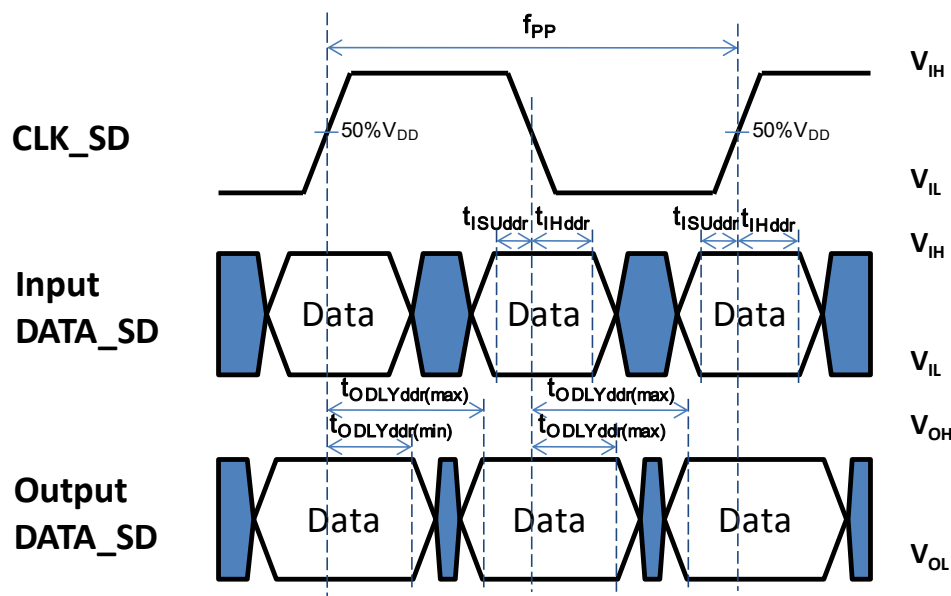 fPP
VIH
CLK_SD
50%VDD
50%VDD
VIL
tISUddr tIHddr
tISUddr tIHddr
VIH
Input
DATA_SD
Data
Data
Data
VIL
tODLYddr(max)
tODLYddr(max)
tODLYddr(min)
tODLYddr(max)
VOH
Output
DATA_SD
Data
Data
Data
VOL